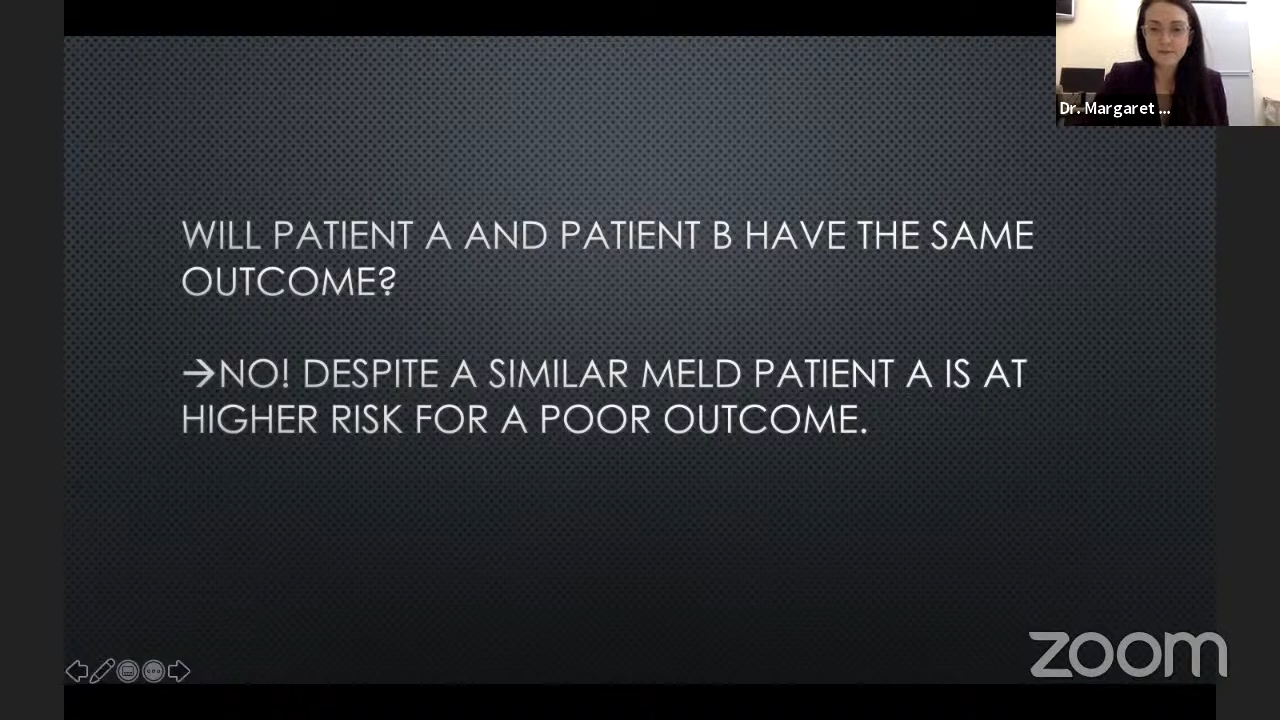 Dr. Margaret ...
WILL PATIENT A AND PATIENT B HAVE THE SAME
OUTCOME?
→NO! DESPITE A SIMILAR MELD PATIENT A IS AT
HIGHER RISK FOR A POOR OUTCOME.
zoom